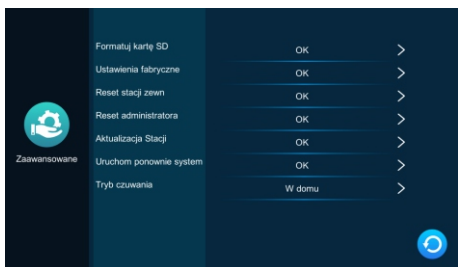 Formatuj kartę SD OK
Ustawienia fabryczne OK
Reset stacji zewn OK
Reset administratora OK
Aktualizacja Stacji OK
Zaawansowane
Uruchom ponownie system OK
Tryb czuwania W domu